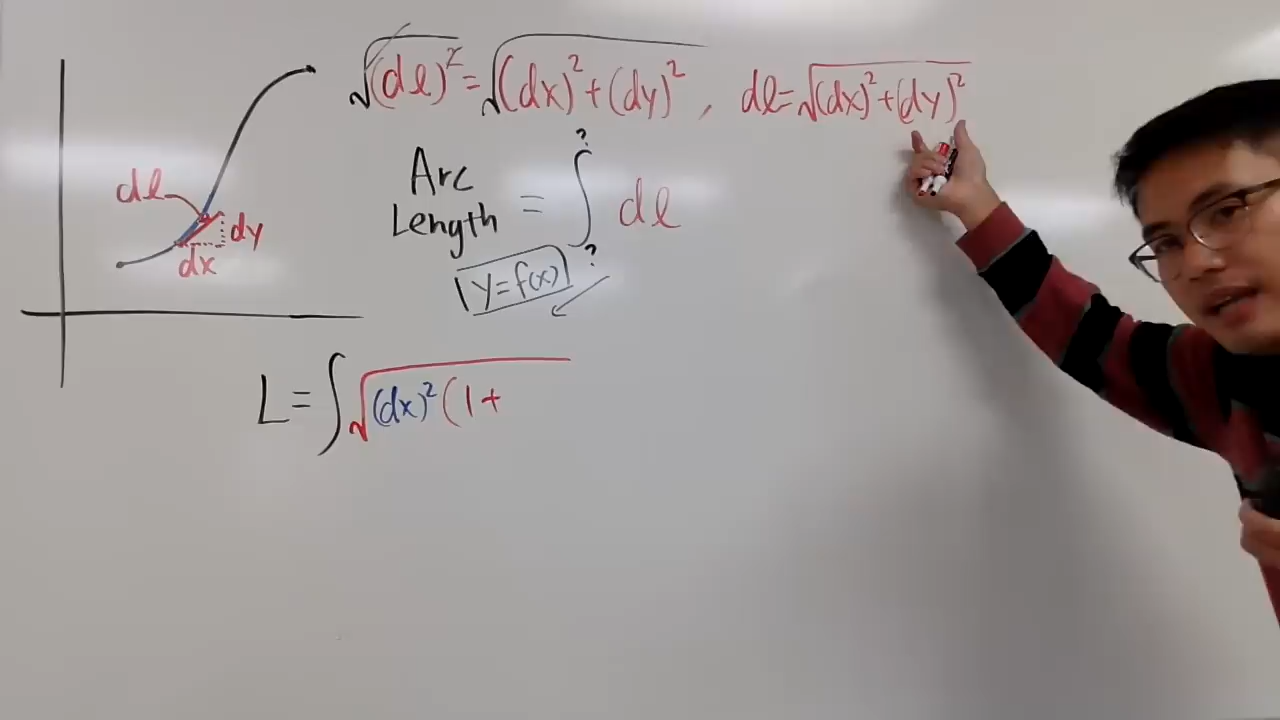 √(dl)² = √(dx)² + (dy)² , dl = √(dx)² + (dy)²
Arc
Length = ∫ dl
?
?
y = f(x)
dl
dy
dx
L = ∫ √(dx)² (1 +